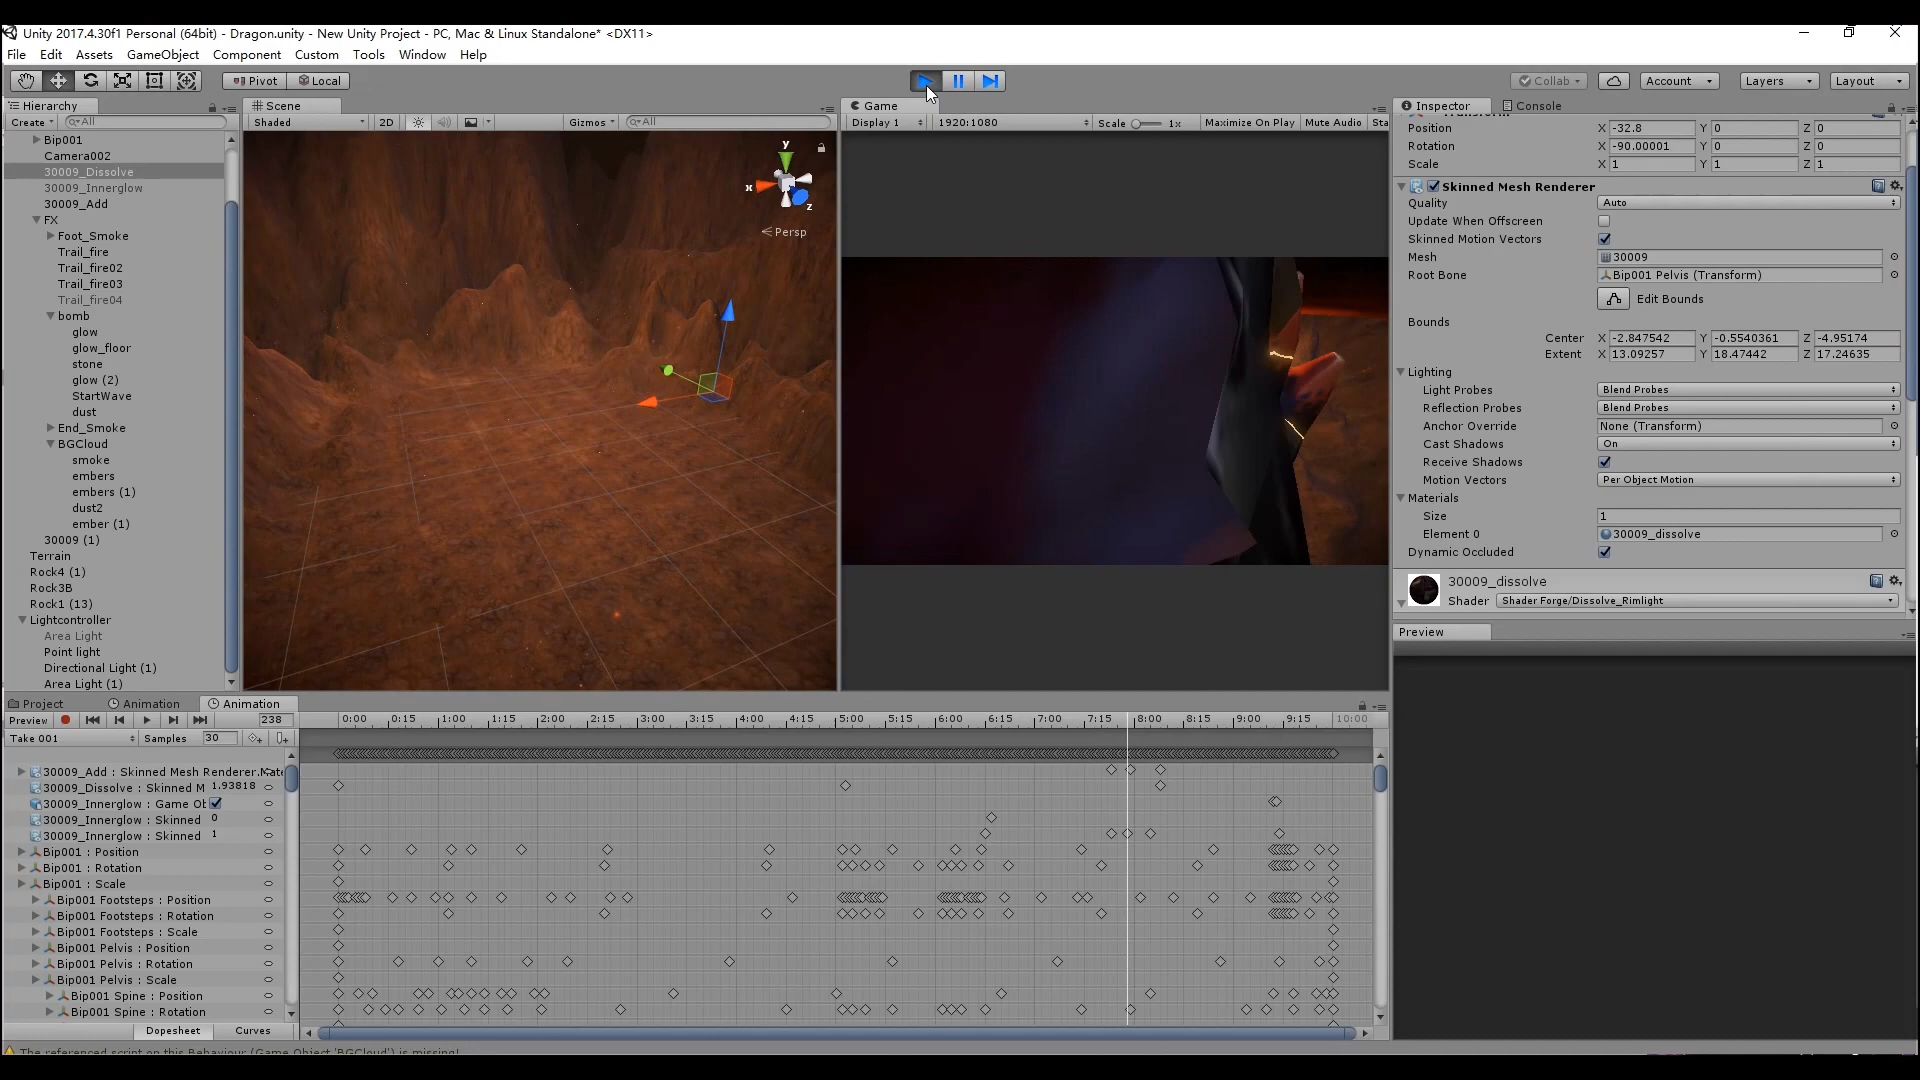 Unity 2017.4.30f1 Personal (64bit) - Dragon.unity - New Unity Project - PC, Mac & Linux Standalone* <DX11>
File Edit Assets GameObject Component Custom Tools Window Help
Pivot Local Collab Account Layers Layout
Hierarchy
Create All
Bip001
Camera002
30009_Dissolve
30009_Innerglow
30009_Add
FX
Foot_Smoke
Trail_fire
Trail_fire02
Trail_fire03
Trail_fire04
bomb
glow
glow_floor
stone
glow (2)
StartWave
dust
End_Smoke
BGCloud
smoke
embers
embers (1)
dust2
ember (1)
30009 (1)
Terrain
Rock4 (1)
Rock3B
Rock1 (13)
Lightcontroller
Area Light
Point light
Directional Light (1)
Area Light (1)
Scene
Shaded 2D Gizmos All
y
x
z
Persp
Game
Display 1 1920:1080 Scale 1x Maximize On Play Mute Audio Sta
Inspector Console
Position X -32.8 Y 0 Z 0
Rotation X -90.00001 Y 0 Z 0
Scale X 1 Y 1 Z 1
Skinned Mesh Renderer
Quality Auto
Update When Offscreen
Skinned Motion Vectors
Mesh 30009
Root Bone Bip001 Pelvis (Transform)
Edit Bounds
Bounds
Center X -2.847542 Y -0.5540361 Z -4.95174
Extent X 13.09257 Y 18.47442 Z 17.24635
Lighting
Light Probes Blend Probes
Reflection Probes Blend Probes
Anchor Override None (Transform)
Cast Shadows On
Receive Shadows
Motion Vectors Per Object Motion
Materials
Size 1
Element 0 30009_dissolve
Dynamic Occluded
30009_dissolve
Shader Shader Forge/Dissolve_Rimlight
Preview
Project Animation Animation
Preview 238
0:00 0:15 1:00 1:15 2:00 2:15 3:00 3:15 4:00 4:15 5:00 5:15 6:00 6:15 7:00 7:15 8:00 8:15 9:00 9:15 10:00
Take 001 Samples 30
30009_Add : Skinned Mesh Renderer.Mate
30009_Dissolve : Skinned M 1.93818
30009_Innerglow : Game Ob
30009_Innerglow : Skinned 0
30009_Innerglow : Skinned 1
Bip001 : Position
Bip001 : Rotation
Bip001 : Scale
Bip001 Footsteps : Position
Bip001 Footsteps : Rotation
Bip001 Footsteps : Scale
Bip001 Pelvis : Position
Bip001 Pelvis : Rotation
Bip001 Pelvis : Scale
Bip001 Spine : Position
Bip001 Spine : Rotation
Dopesheet Curves
The referenced script on this Behaviour (Game Object 'BGCloud') is missing!